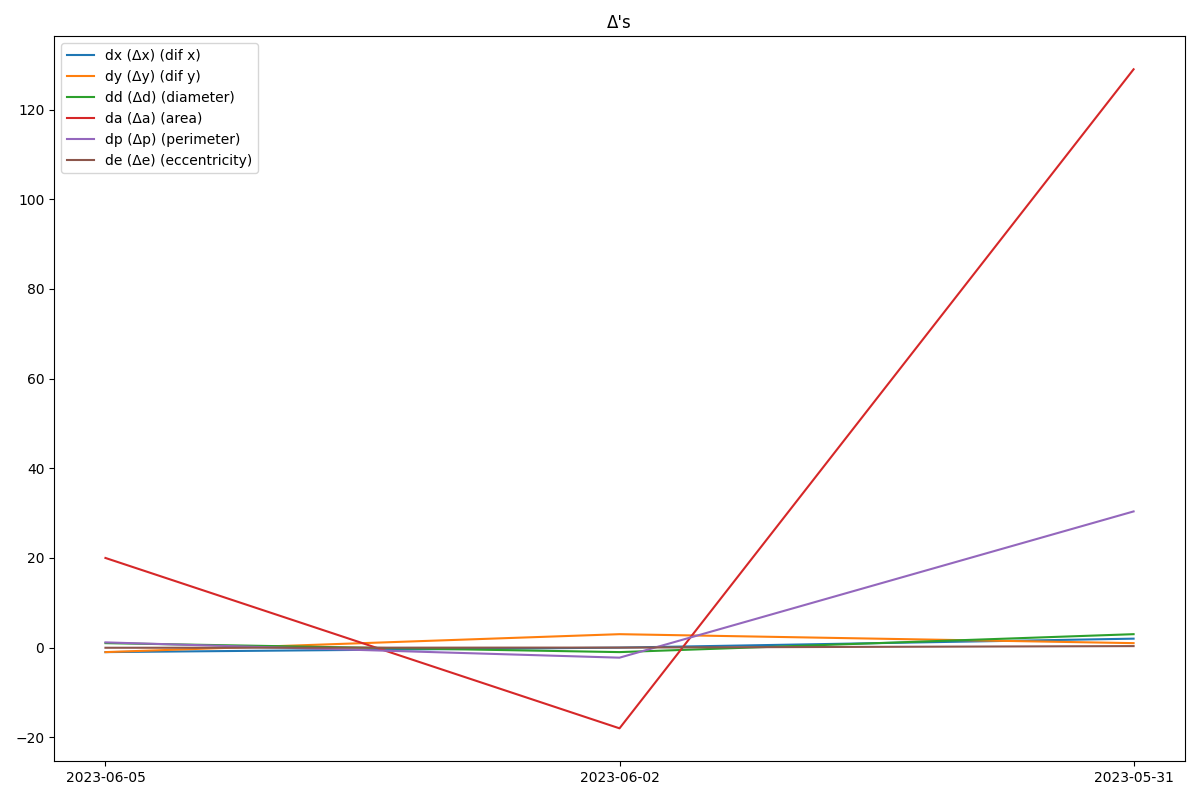 Δ's
dx (Δx) (dif x)
dy (Δy) (dif y)
dd (Δd) (diameter)
da (Δa) (area)
dp (Δp) (perimeter)
de (Δe) (eccentricity)
120
100
80
60
40
20
0
−20
2023-06-05 2023-06-02 2023-05-31